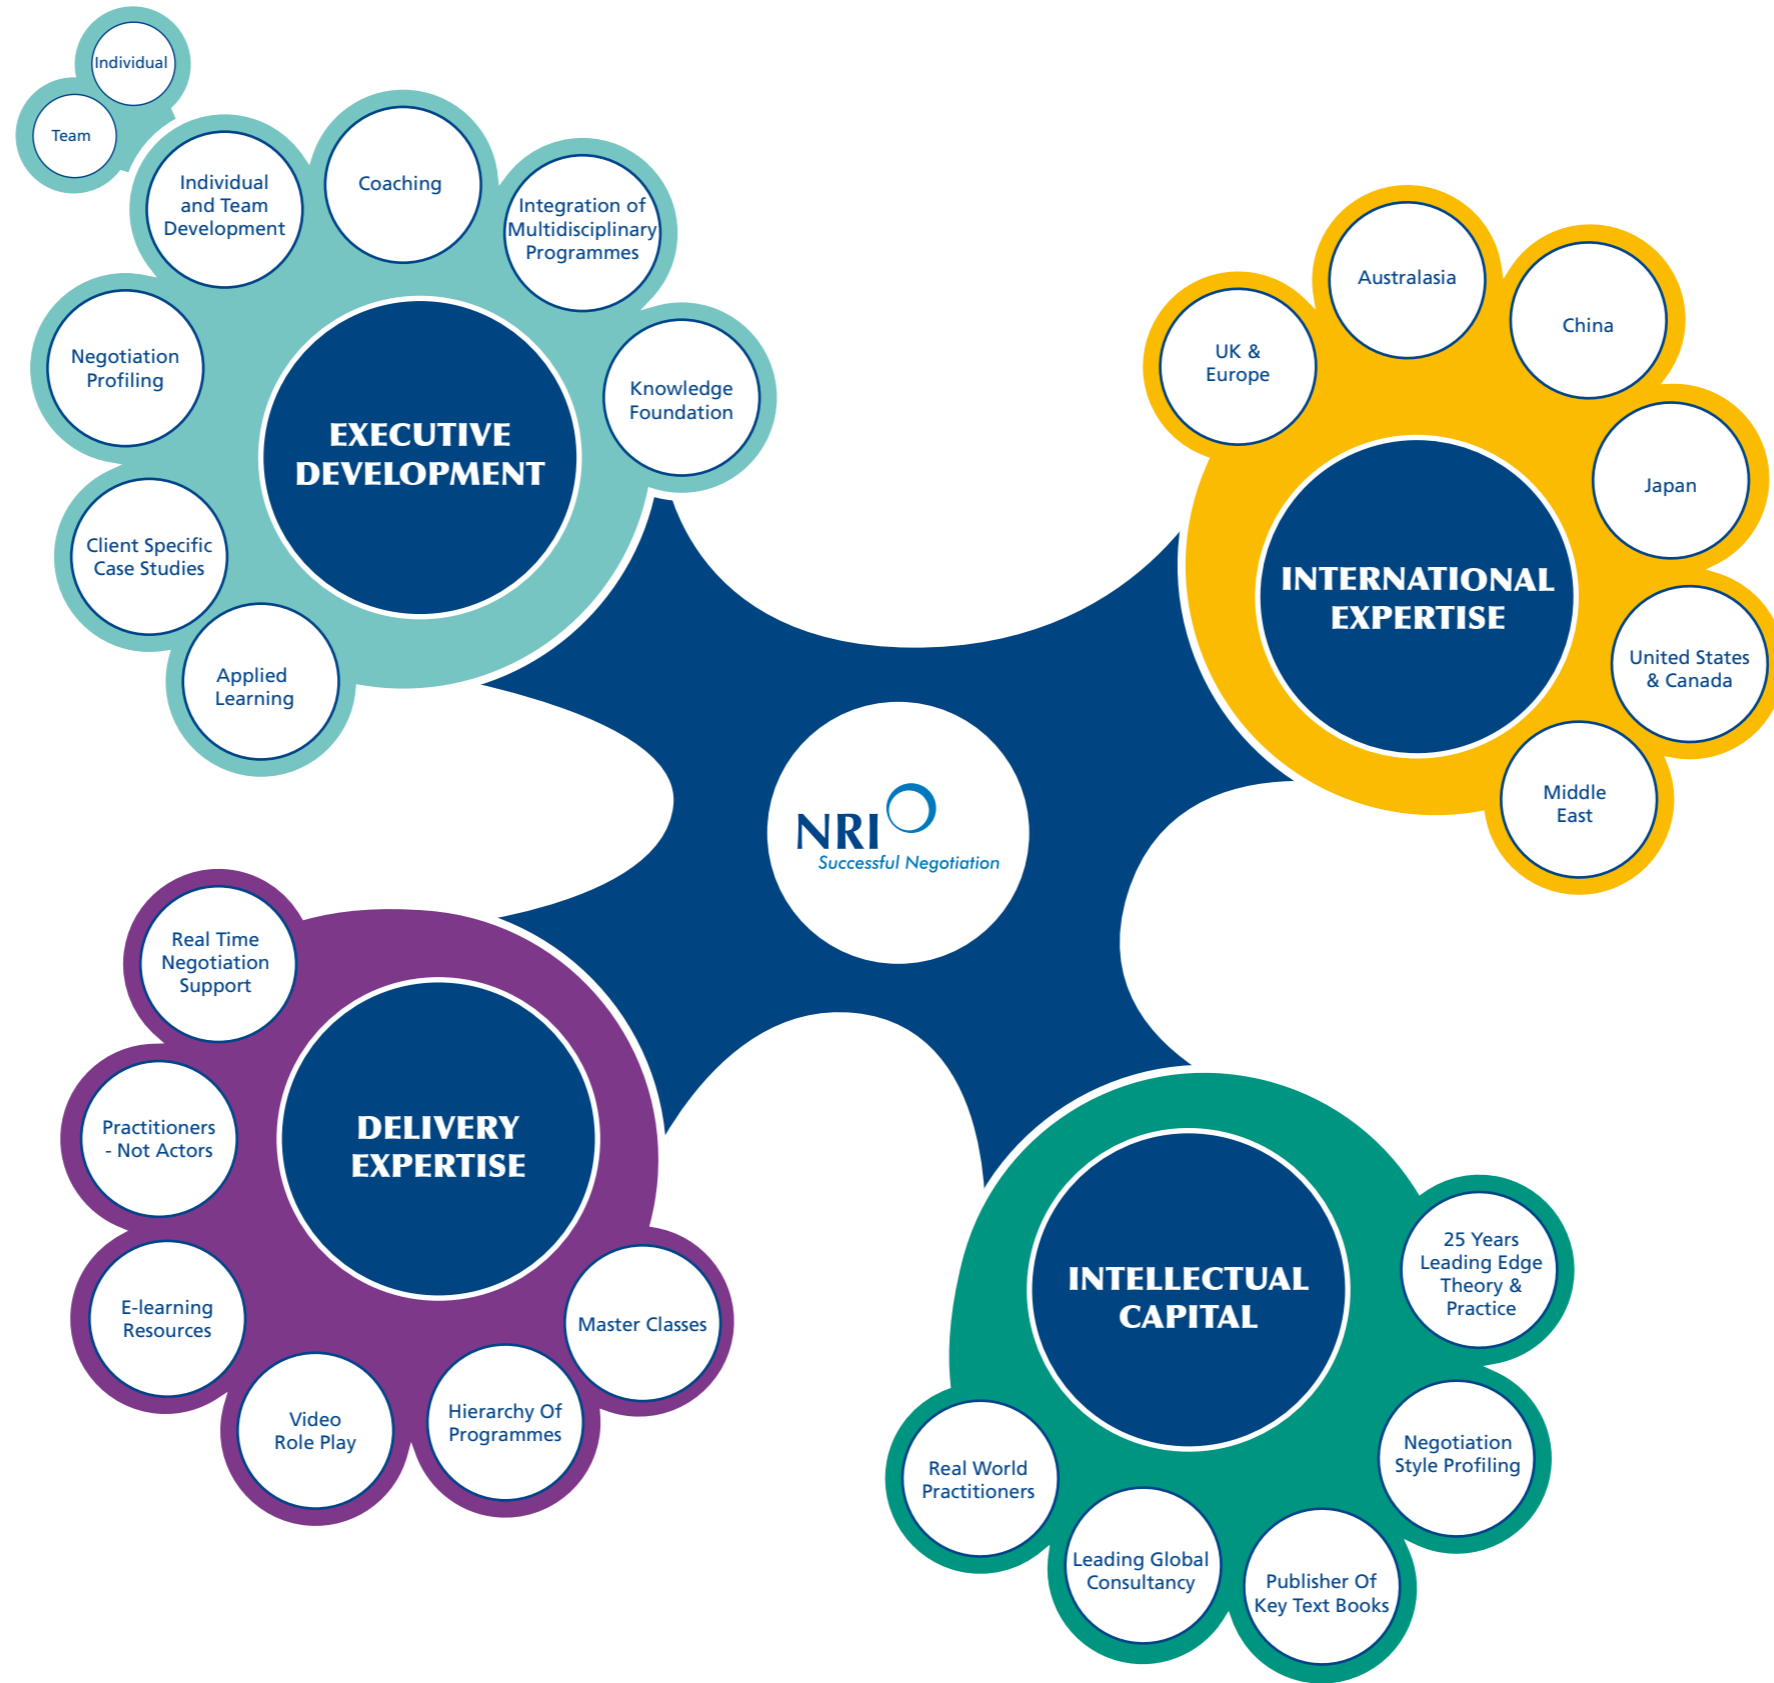 Individual
Team
Individual
and Team
Development
Coaching
Integration of
Multidisciplinary
Programmes
Negotiation
Profiling
Knowledge
Foundation
EXECUTIVE
DEVELOPMENT
Client Specific
Case Studies
Applied
Learning
UK &
Europe
Australasia
China
Japan
INTERNATIONAL
EXPERTISE
United States
& Canada
Middle
East
NRI
Successful Negotiation
Real Time
Negotiation
Support
Practitioners
- Not Actors
DELIVERY
EXPERTISE
E-learning
Resources
Video
Role Play
Hierarchy Of
Programmes
Master Classes
INTELLECTUAL
CAPITAL
25 Years
Leading Edge
Theory &
Practice
Negotiation
Style Profiling
Real World
Practitioners
Leading Global
Consultancy
Publisher Of
Key Text Books